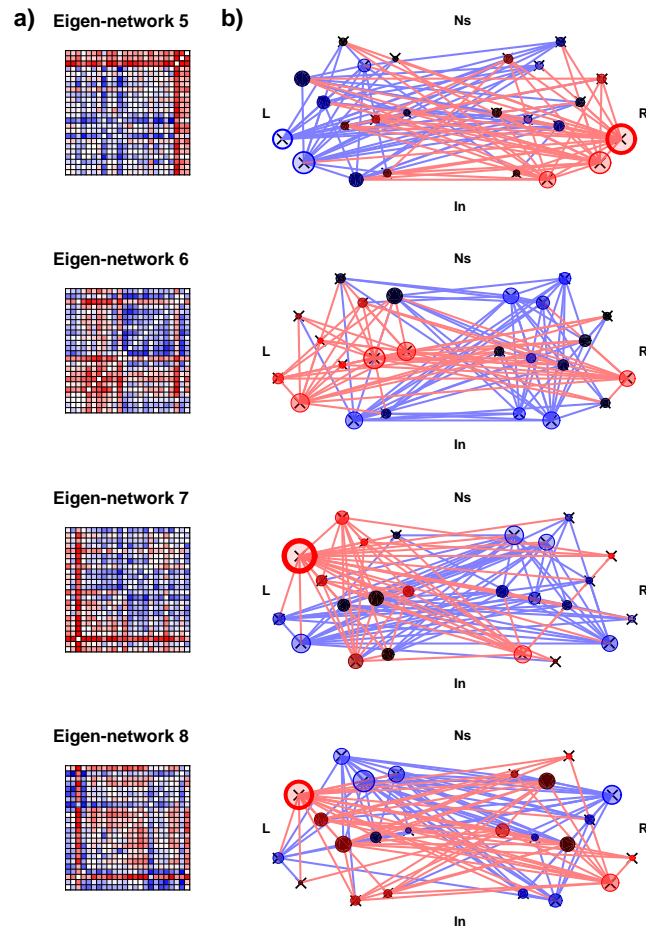 a)
b)
Eigen-network 5
Ns
L
R
In
Eigen-network 6
Ns
L
R
In
Eigen-network 7
Ns
L
R
In
Eigen-network 8
Ns
L
R
In